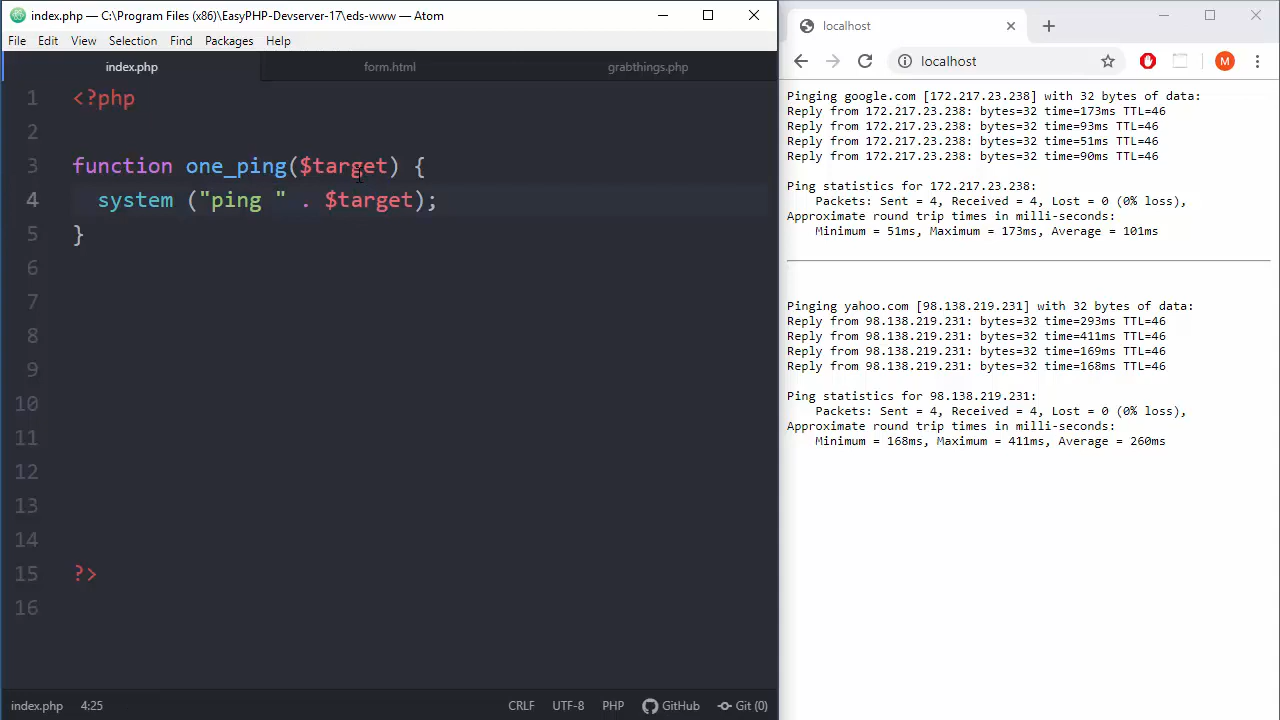 index.php — C:\Program Files (x86)\EasyPHP-Devserver-17\eds-www — Atom
File Edit View Selection Find Packages Help
index.php form.html grabthings.php
1 <?php
2
3 function one_ping($target) {
4 system ("ping " . $target);
5 }
6
7
8
9
10
11
12
13
14
15 ?>
16
index.php 4:25 CRLF UTF-8 PHP GitHub Git (0)
localhost
localhost M
Pinging google.com [172.217.23.238] with 32 bytes of data:
Reply from 172.217.23.238: bytes=32 time=173ms TTL=46
Reply from 172.217.23.238: bytes=32 time=93ms TTL=46
Reply from 172.217.23.238: bytes=32 time=51ms TTL=46
Reply from 172.217.23.238: bytes=32 time=90ms TTL=46
Ping statistics for 172.217.23.238:
Packets: Sent = 4, Received = 4, Lost = 0 (0% loss),
Approximate round trip times in milli-seconds:
Minimum = 51ms, Maximum = 173ms, Average = 101ms
Pinging yahoo.com [98.138.219.231] with 32 bytes of data:
Reply from 98.138.219.231: bytes=32 time=293ms TTL=46
Reply from 98.138.219.231: bytes=32 time=411ms TTL=46
Reply from 98.138.219.231: bytes=32 time=169ms TTL=46
Reply from 98.138.219.231: bytes=32 time=168ms TTL=46
Ping statistics for 98.138.219.231:
Packets: Sent = 4, Received = 4, Lost = 0 (0% loss),
Approximate round trip times in milli-seconds:
Minimum = 168ms, Maximum = 411ms, Average = 260ms